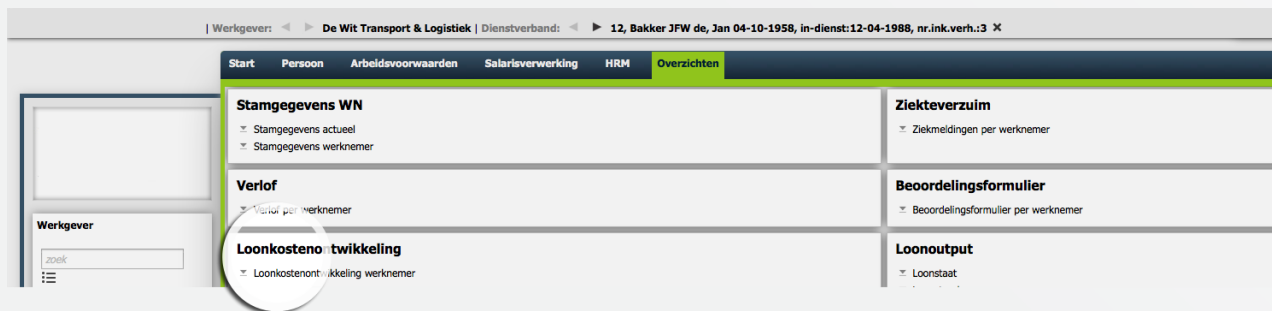 | Werkgever: De Wit Transport & Logistiek | Dienstverband: 12, Bakker JFW de, Jan 04-10-1958, in-dienst:12-04-1988, nr.ink.verh.:3
Start Persoon Arbeidsvoorwaarden Salarisverwerking HRM Overzichten
Stamgegevens WN
Stamgegevens actueel
Stamgegevens werknemer
Ziekteverzuim
Ziekmeldingen per werknemer
Verlof
Verlof per werknemer
Beoordelingsformulier
Beoordelingsformulier per werknemer
Werkgever
zoek
Loonkostenontwikkeling
Loonkostenontwikkeling werknemer
Loonoutput
Loonstaat